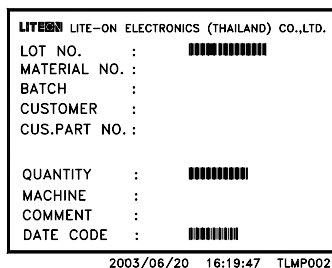 LITEON LITE-ON ELECTRONICS (THAILAND) CO.,LTD.
LOT NO. :
MATERIAL NO. :
BATCH :
CUSTOMER :
CUS.PART NO. :
QUANTITY :
MACHINE :
COMMENT :
DATE CODE :
2003/06/20 16:19:47 TLMP002